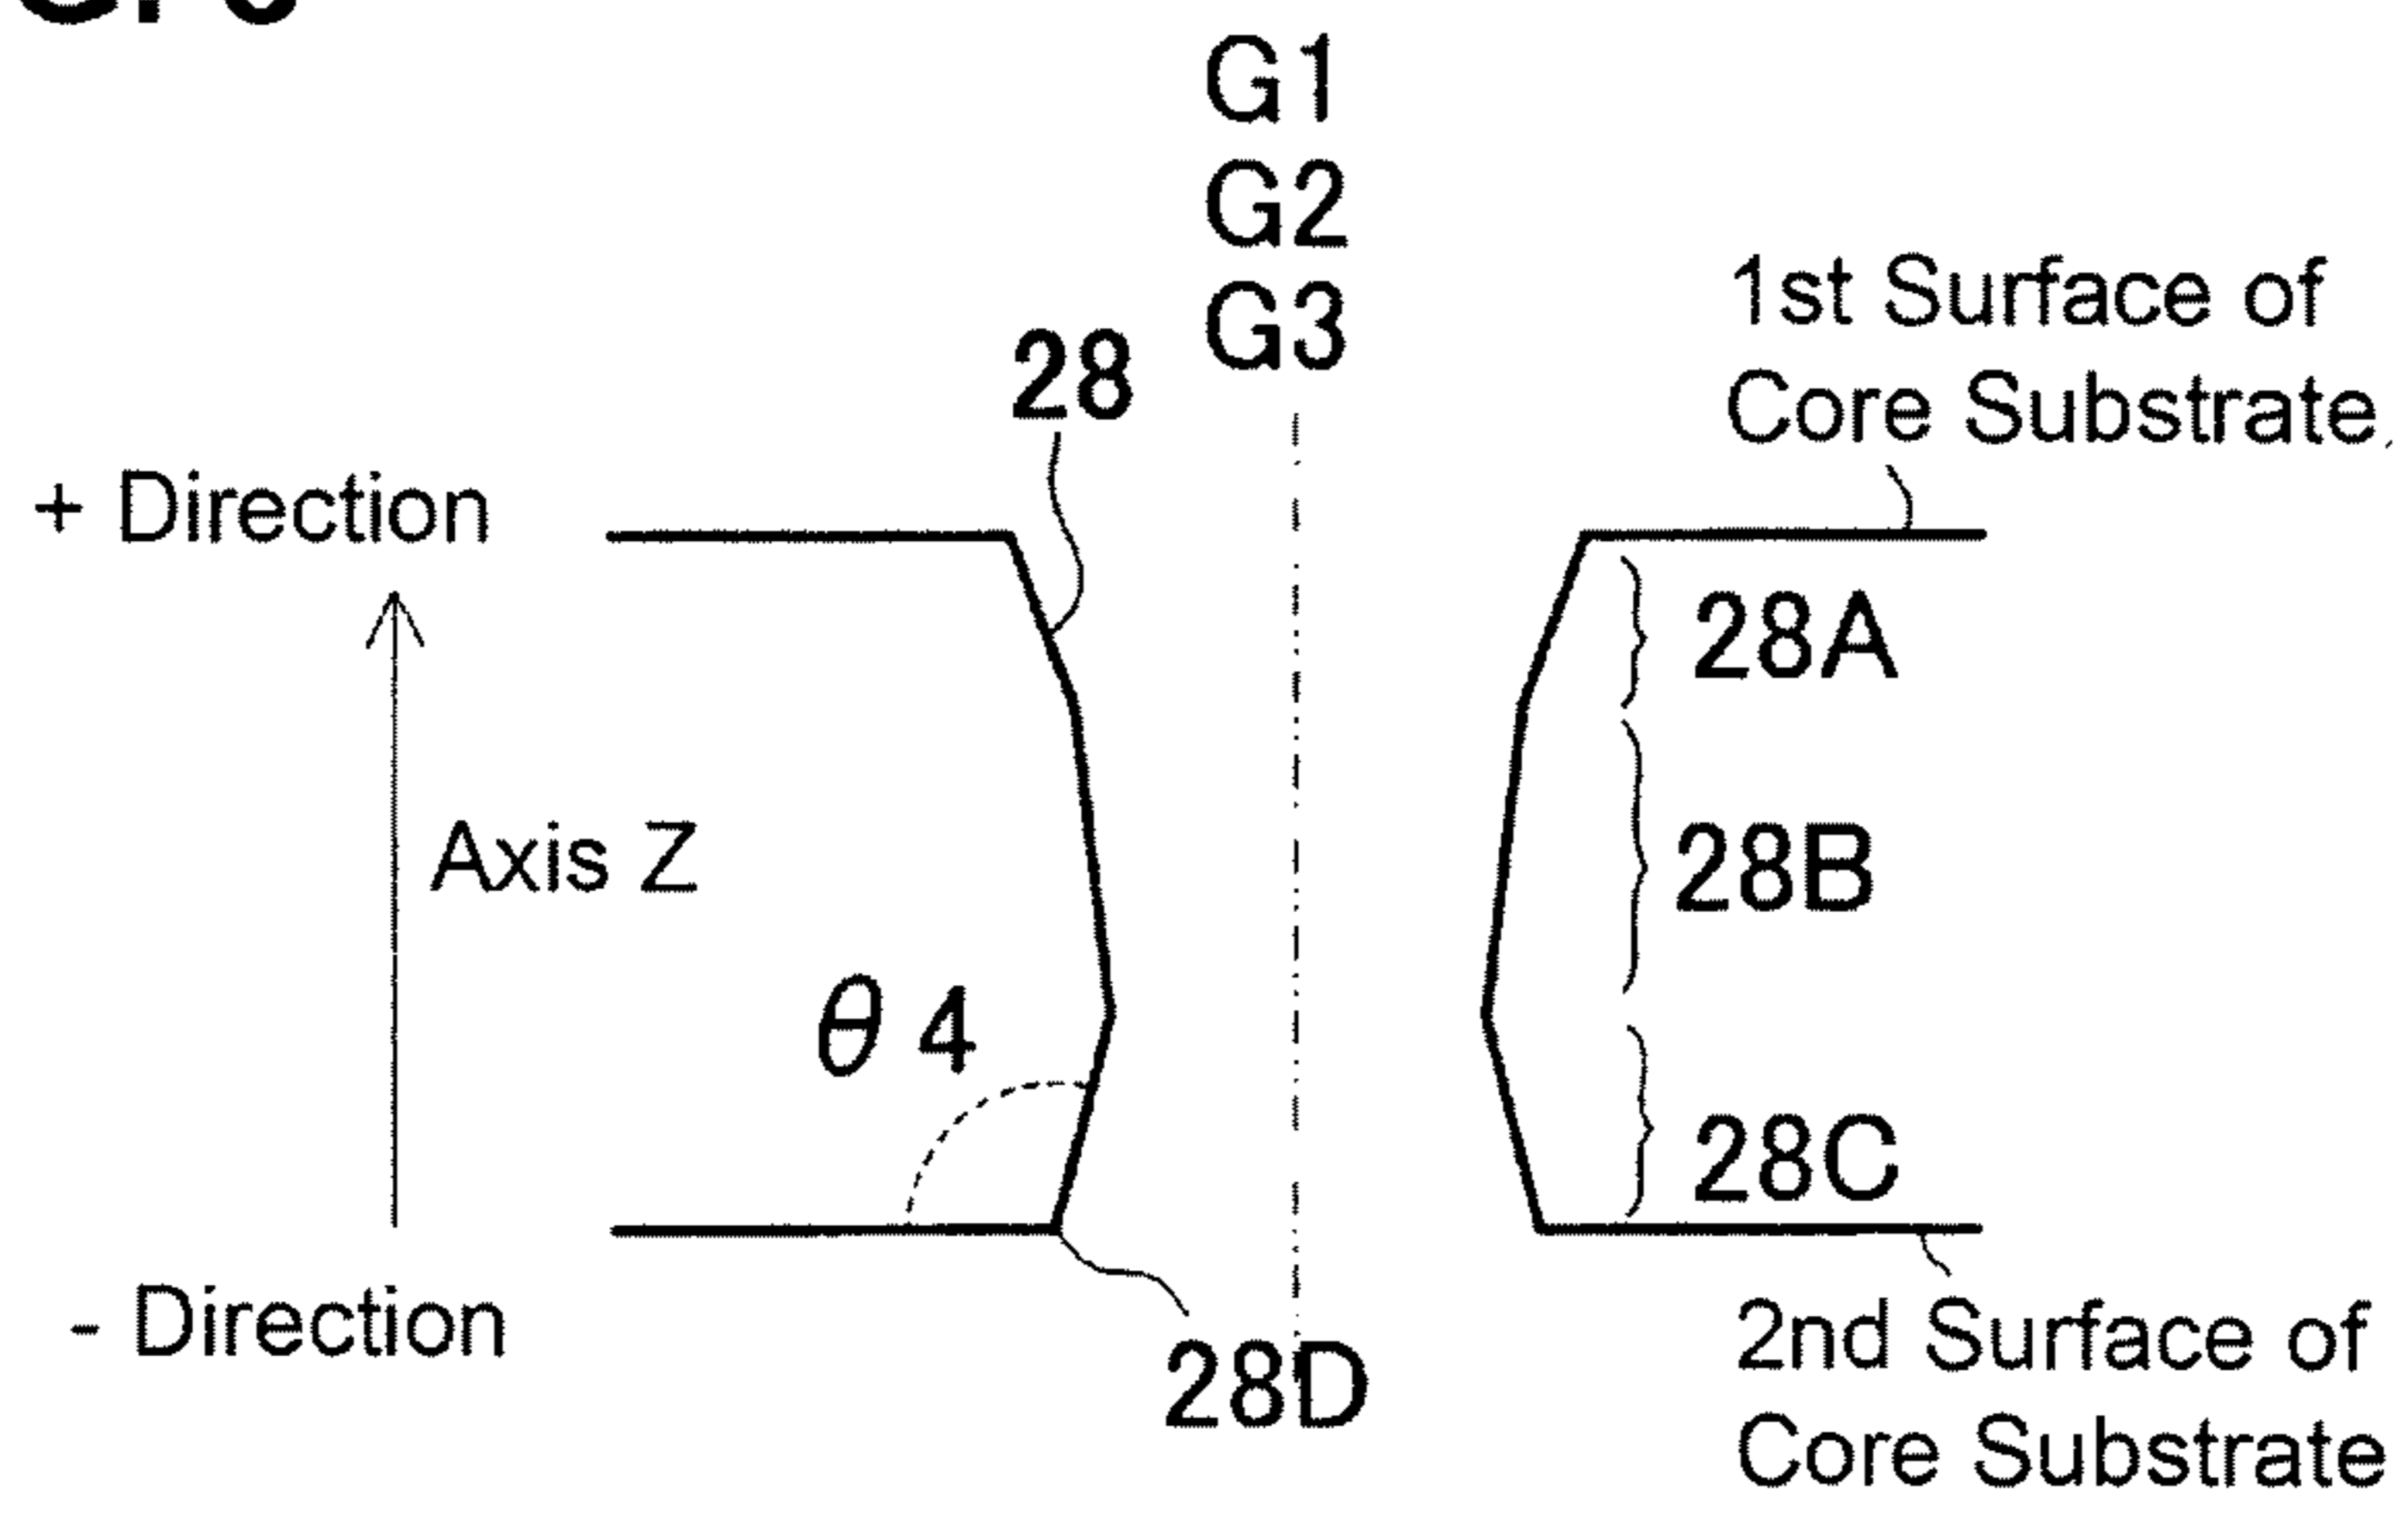 G1
G2
G3
28
1st Surface of
Core Substrate
+ Direction
28A
Axis Z
28B
θ 4
28C
- Direction
28D
2nd Surface of
Core Substrate